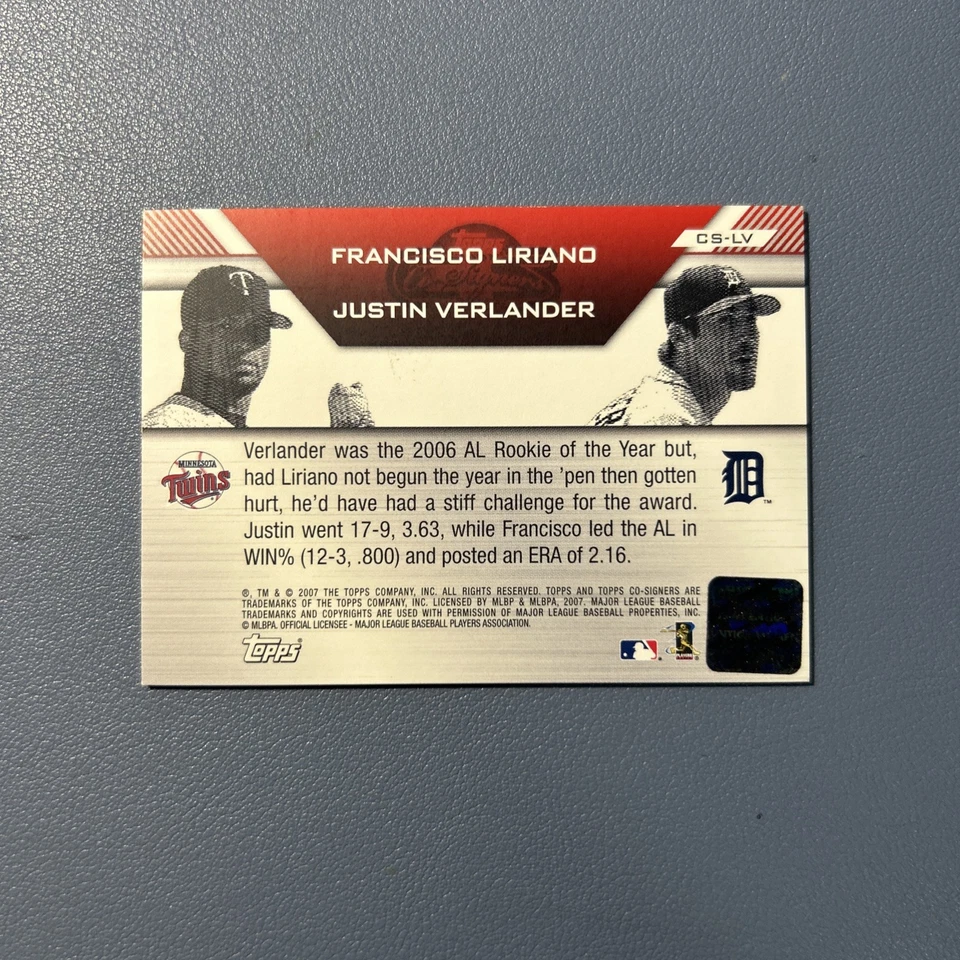 CS-LV
FRANCISCO LIRIANO
JUSTIN VERLANDER
Verlander was the 2006 AL Rookie of the Year but,
had Liriano not begun the year in the 'pen then gotten
hurt, he'd have had a stiff challenge for the award.
Justin went 17-9, 3.63, while Francisco led the AL in
WIN% (12-3, .800) and posted an ERA of 2.16.
MINNESOTA
Twins
D
TM
®, TM & © 2007 THE TOPPS COMPANY, INC. ALL RIGHTS RESERVED. TOPPS AND TOPPS CO-SIGNERS ARE
TRADEMARKS OF THE TOPPS COMPANY, INC. LICENSED BY MLBP & MLBPA, 2007. MAJOR LEAGUE BASEBALL
TRADEMARKS AND COPYRIGHTS ARE USED WITH PERMISSION OF MAJOR LEAGUE BASEBALL PROPERTIES, INC.
© MLBPA. OFFICIAL LICENSEE - MAJOR LEAGUE BASEBALL PLAYERS ASSOCIATION.
Topps®